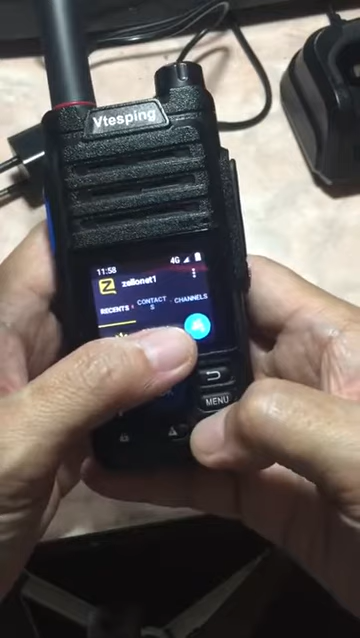 Vtesping
4G
11:58
zellonet1
RECENTS
CONTACT
S
CHANNELS
MENU